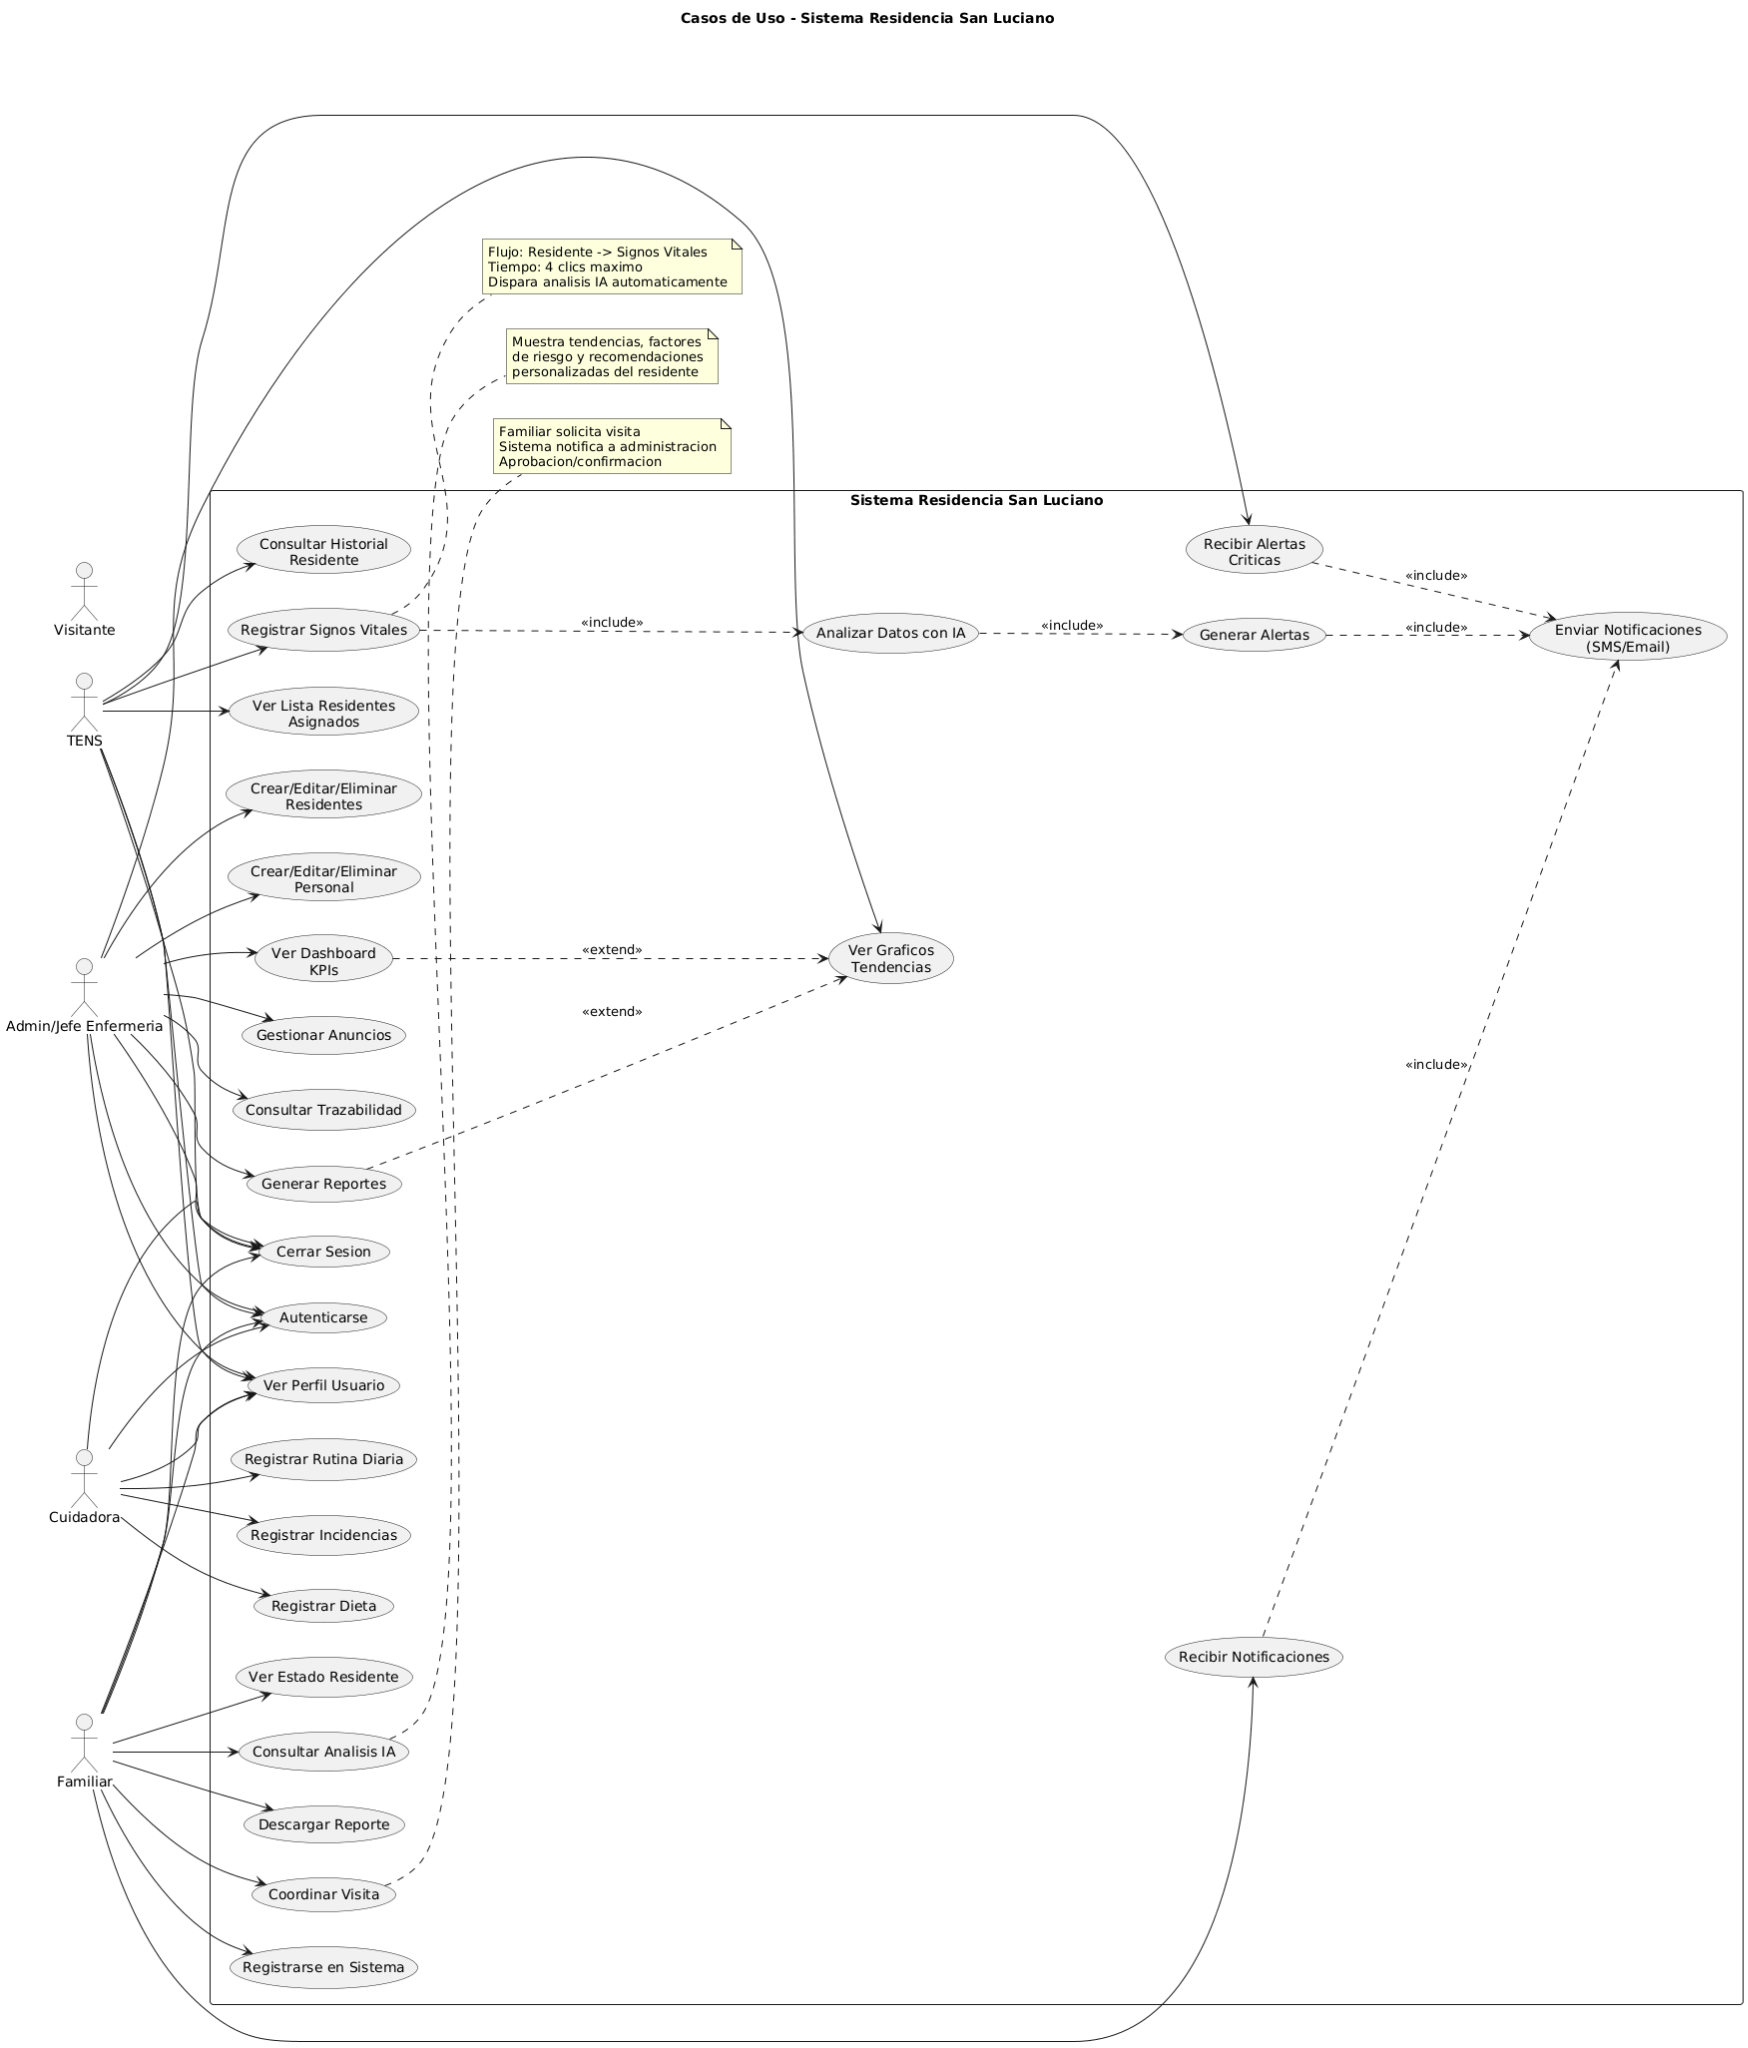 Casos de Uso - Sistema Residencia San Luciano
Flujo: Residente -> Signos Vitales
Tiempo: 4 clics maximo
Dispara analisis IA automaticamente
Muestra tendencias, factores
de riesgo y recomendaciones
personalizadas del residente
Familiar solicita visita
Sistema notifica a administracion
Aprobacion/confirmacion
Sistema Residencia San Luciano
Consultar Historial
Residente
Recibir Alertas
Criticas
«include»
Visitante
Registrar Signos Vitales
«include»
Analizar Datos con IA
«include»
Generar Alertas
«include»
Enviar Notificaciones
(SMS/Email)
TENS
Ver Lista Residentes
Asignados
Crear/Editar/Eliminar
Residentes
Crear/Editar/Eliminar
Personal
Ver Dashboard
KPIs
«extend»
Ver Graficos
Tendencias
Admin/Jefe Enfermeria
«extend»
Gestionar Anuncios
«include»
Consultar Trazabilidad
Generar Reportes
Cerrar Sesion
Autenticarse
Ver Perfil Usuario
Registrar Rutina Diaria
Cuidadora
Registrar Incidencias
Registrar Dieta
Recibir Notificaciones
Ver Estado Residente
Consultar Analisis IA
Familiar
Descargar Reporte
Coordinar Visita
Registrarse en Sistema